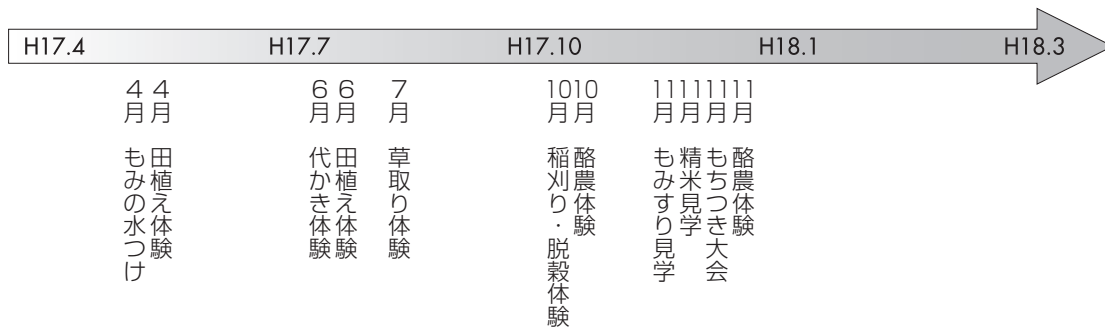 H17.4 H17.7 H17.10 H18.1 H18.3
4月 もみの水つけ
4月 田植え体験
6月 代かき体験
6月 田植え体験
7月 草取り体験
10月 稲刈り・脱穀体験
10月 酪農体験
11月 もみすり見学
11月 精米見学
11月 もちつき大会
11月 酪農体験